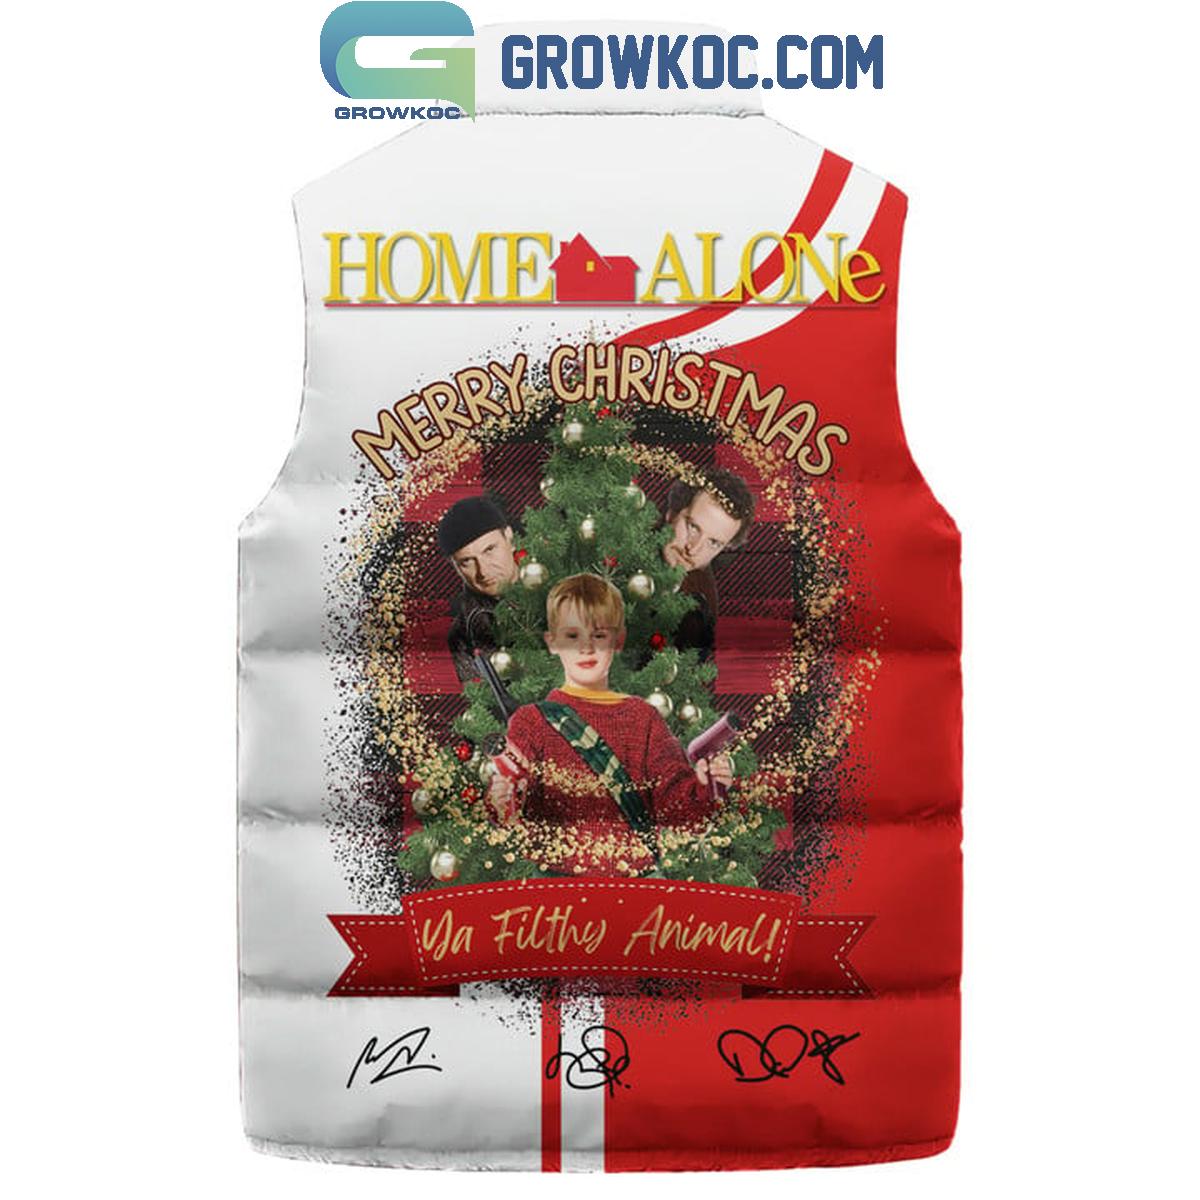 GROWKOC.COM
GROWKOC
HOME ALONe
MERRY CHRISTMAS
Ya Filthy Animal!